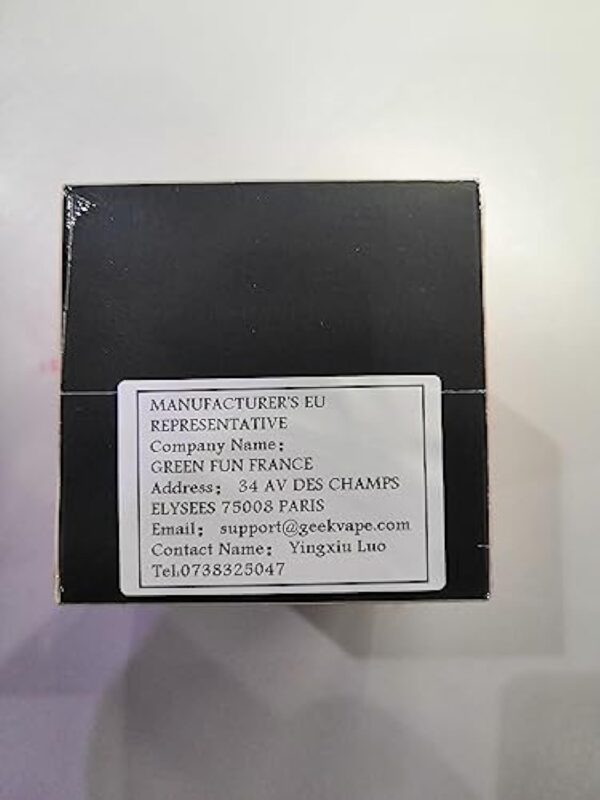 MANUFACTURER'S EU
REPRESENTATIVE
Company Name:
GREEN FUN FRANCE
Address: 34 AV DES CHAMPS
ELYSEES 75008 PARIS
Email: support@geekvape.com
Contact Name: Yingxiu Luo
Tel:0738325047